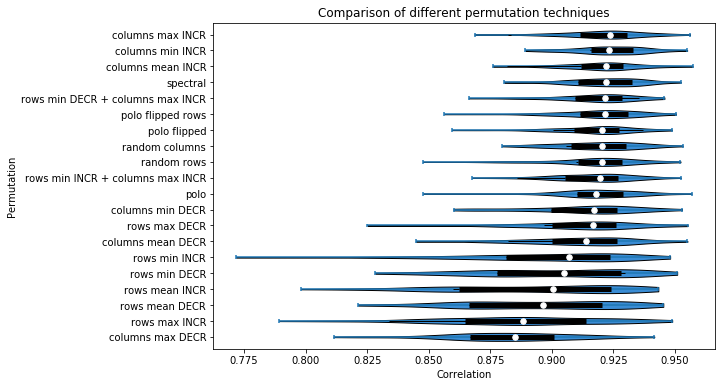 Comparison of different permutation techniques
columns max INCR
columns min INCR
columns mean INCR
spectral
rows min DECR + columns max INCR
polo flipped rows
polo flipped
random columns
random rows
rows min INCR + columns max INCR
polo
columns min DECR
rows max DECR
columns mean DECR
rows min INCR
rows min DECR
rows mean INCR
rows mean DECR
rows max INCR
columns max DECR
Permutation
0.775 0.800 0.825 0.850 0.875 0.900 0.925 0.950
Correlation